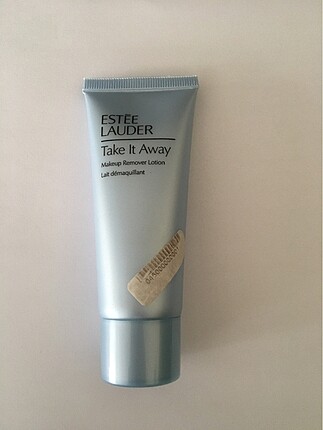 ESTĒE
LAUDER
Take It Away
Makeup Remover Lotion
Lait démaquillant